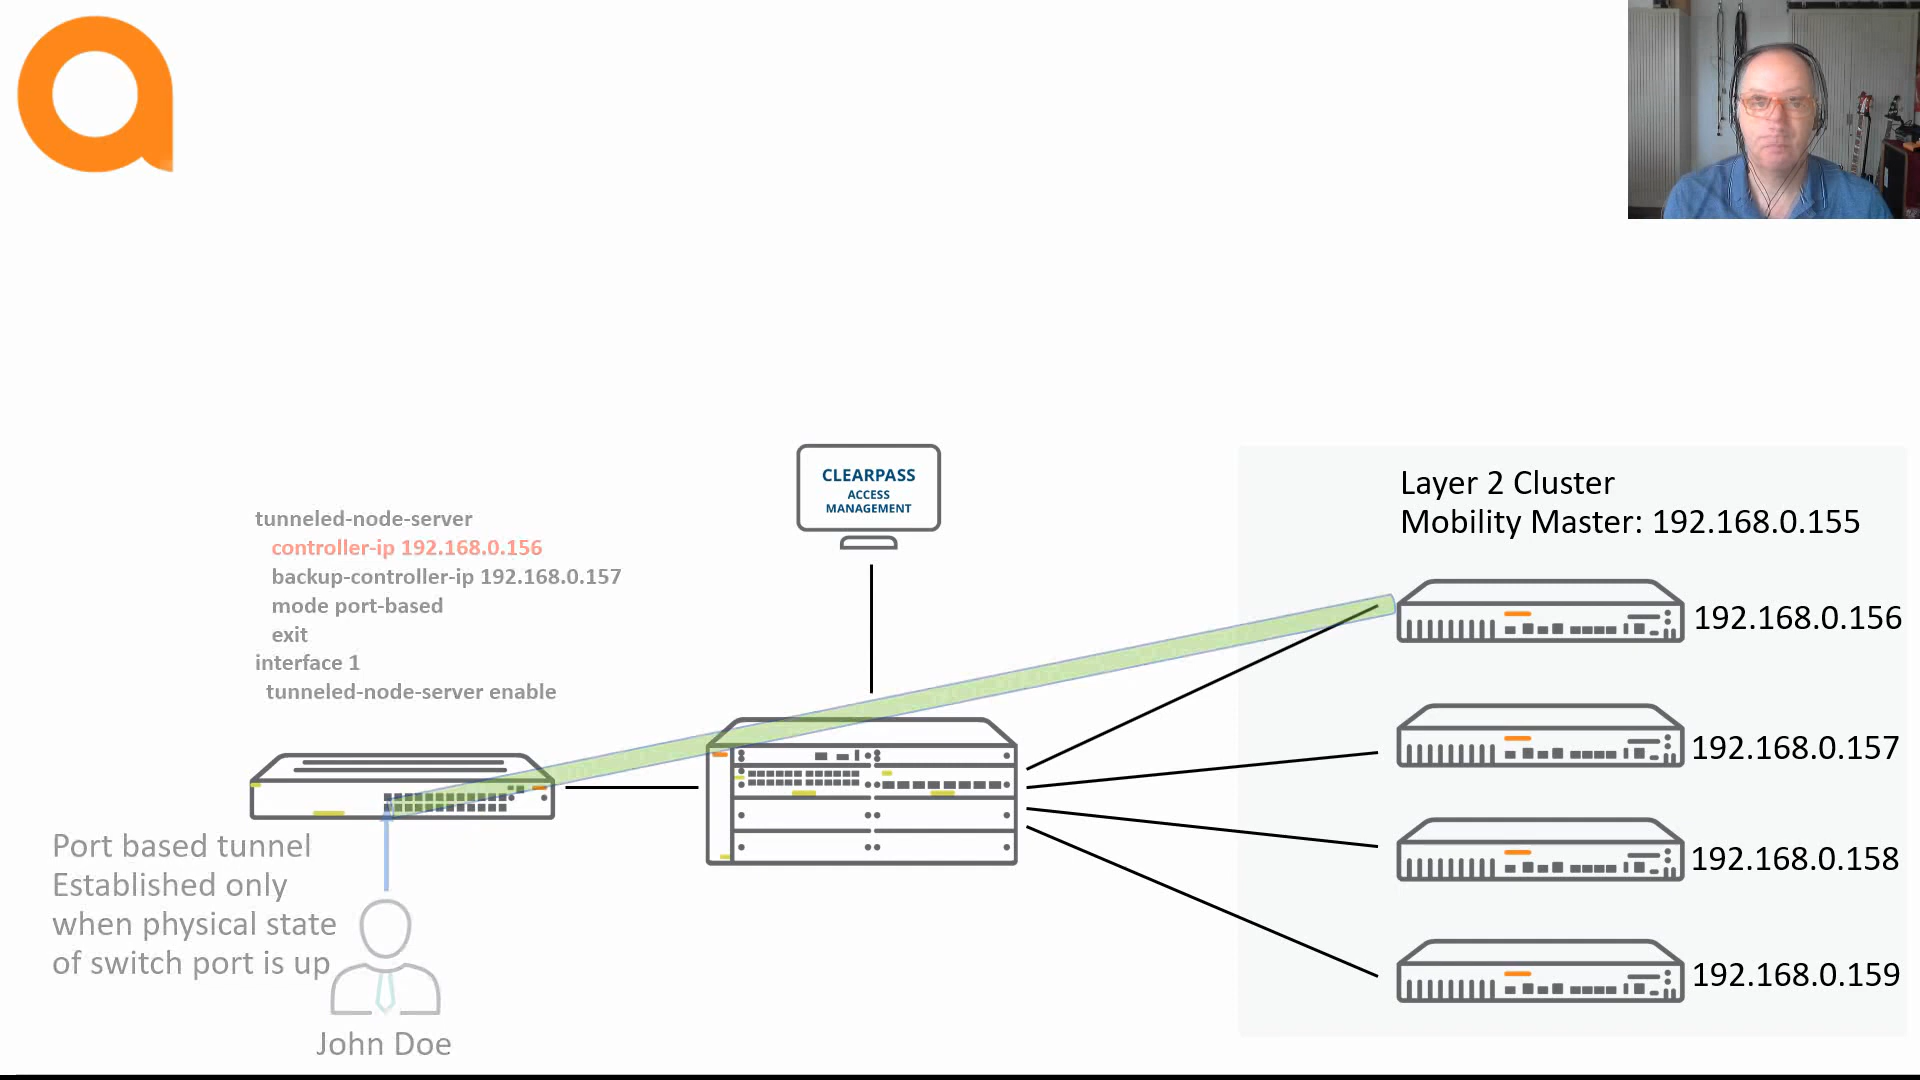 CLEARPASS
ACCESS
MANAGEMENT
tunneled-node-server
controller-ip 192.168.0.156
backup-controller-ip 192.168.0.157
mode port-based
exit
interface 1
tunneled-node-server enable
Port based tunnel
Established only
when physical state
of switch port is up
John Doe
Layer 2 Cluster
Mobility Master: 192.168.0.155
192.168.0.156
192.168.0.157
192.168.0.158
192.168.0.159